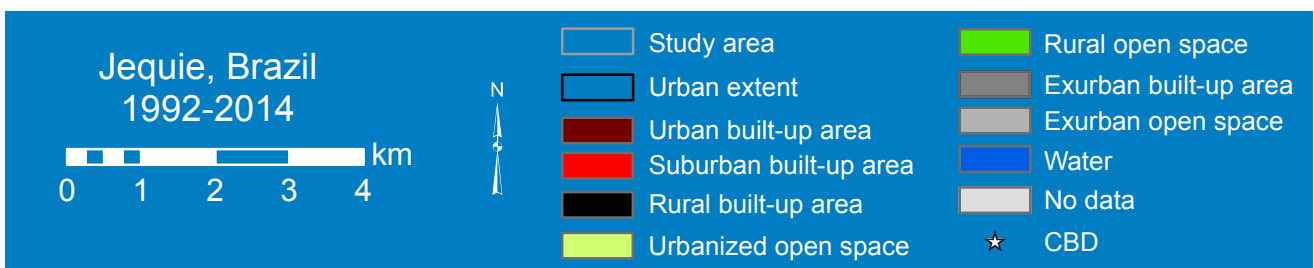 Jequie, Brazil
1992-2014
km
0 1 2 3 4
N
Study area
Urban extent
Urban built-up area
Suburban built-up area
Rural built-up area
Urbanized open space
Rural open space
Exurban built-up area
Exurban open space
Water
No data
CBD